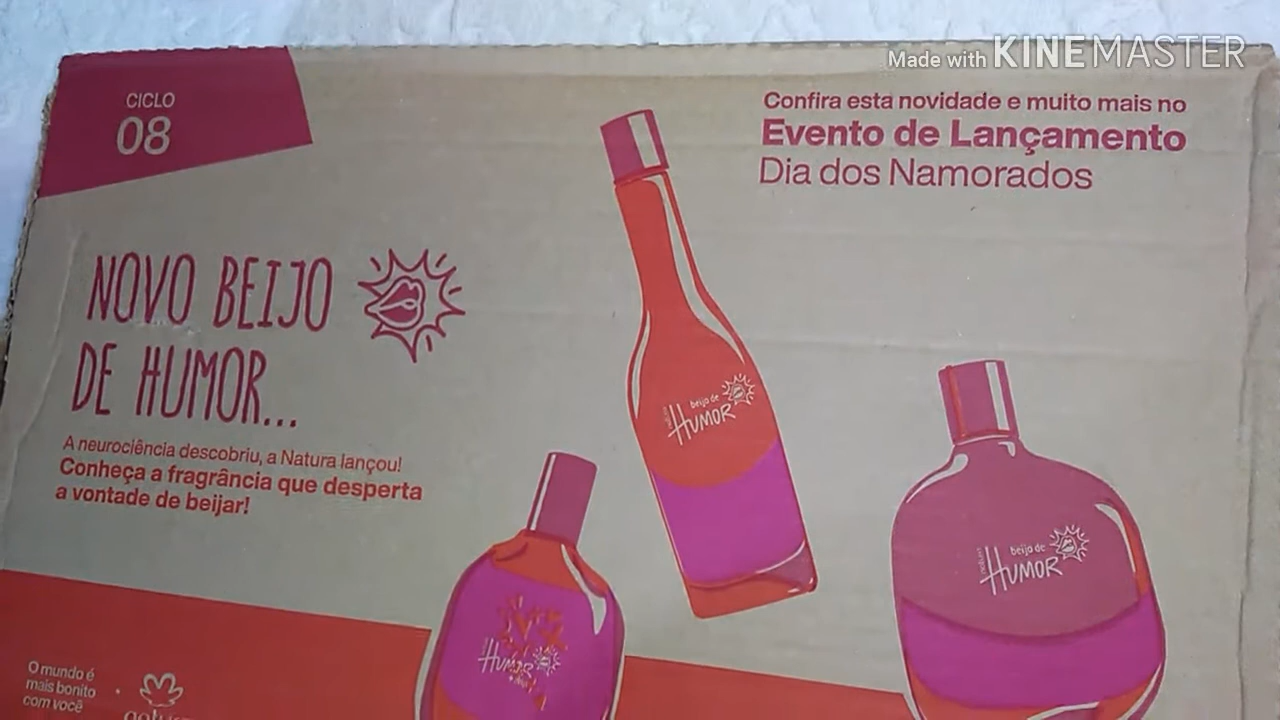 Made with KINEMASTER
CICLO
08
Confira esta novidade e muito mais no
Evento de Lançamento
Dia dos Namorados
NOVO BEIJO
DE HUMOR...
A neurociência descobriu, a Natura lançou!
Conheça a fragrância que desperta
a vontade de beijar!
beijo de
natura
HUMOR
beijo de
natura
HUMOR
HUMOR
O mundo é
mais bonito
com você